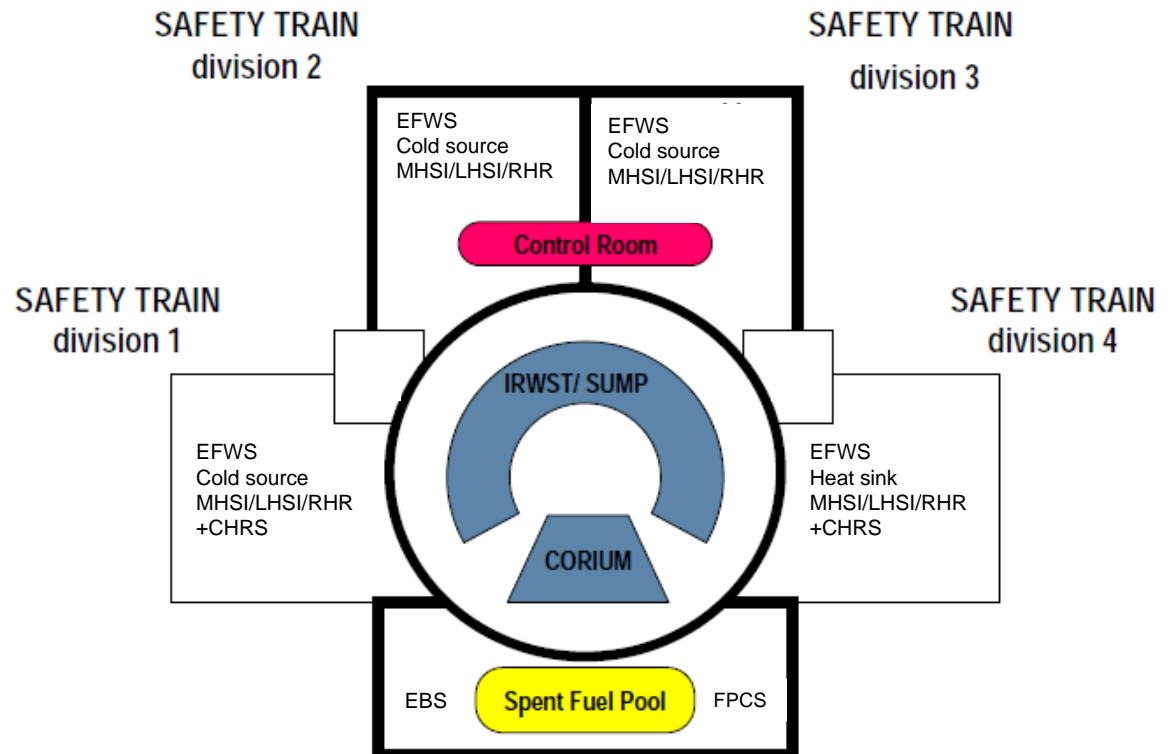 SAFETY TRAIN
division 2
SAFETY TRAIN
division 3
EFWS
Cold source
MHSI/LHSI/RHR
EFWS
Cold source
MHSI/LHSI/RHR
Control Room
SAFETY TRAIN
division 1
SAFETY TRAIN
division 4
IRWST/ SUMP
EFWS
Cold source
MHSI/LHSI/RHR
+CHRS
EFWS
Heat sink
MHSI/LHSI/RHR
+CHRS
CORIUM
EBS
Spent Fuel Pool
FPCS